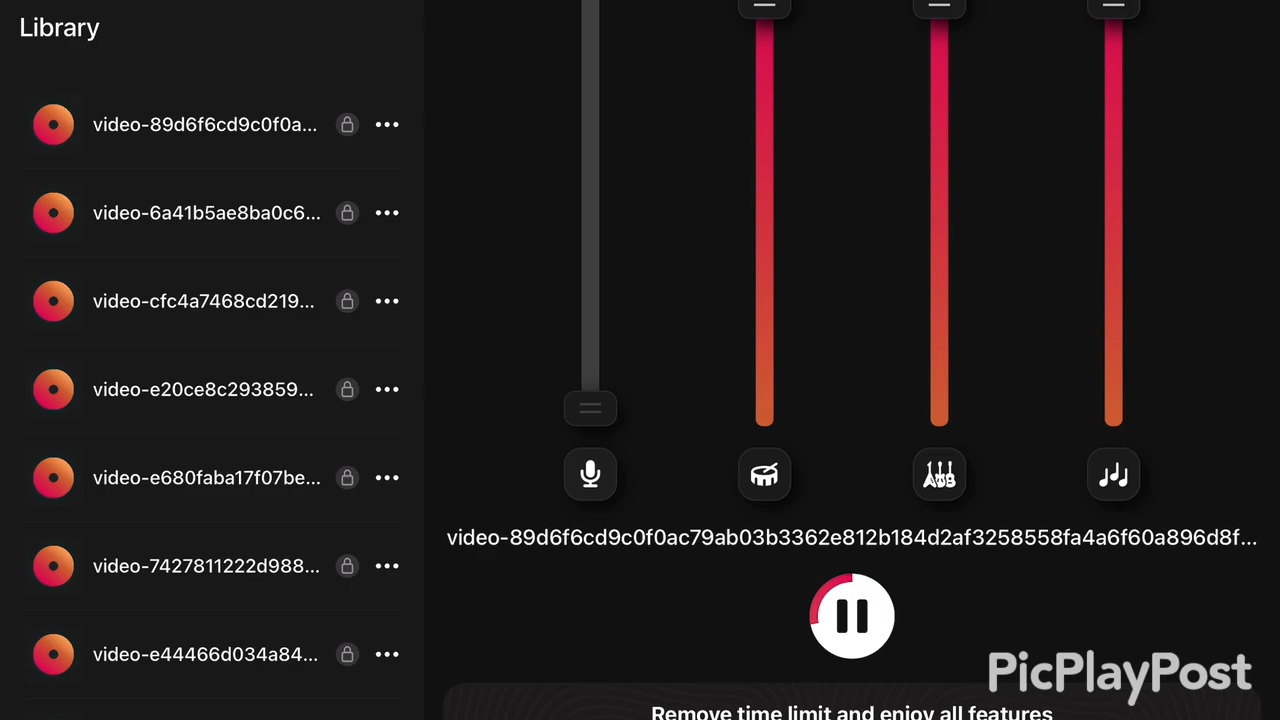 Library
video-89d6f6cd9c0f0a...
video-6a41b5ae8ba0c6...
video-cfc4a7468cd219...
video-e20ce8c293859...
video-e680faba17f07be...
video-7427811222d988...
video-e44466d034a84...
video-89d6f6cd9c0f0ac79ab03b3362e812b184d2af3258558fa4a6f60a896d8f...
Remove time limit and enjoy all features
PicPlayPost